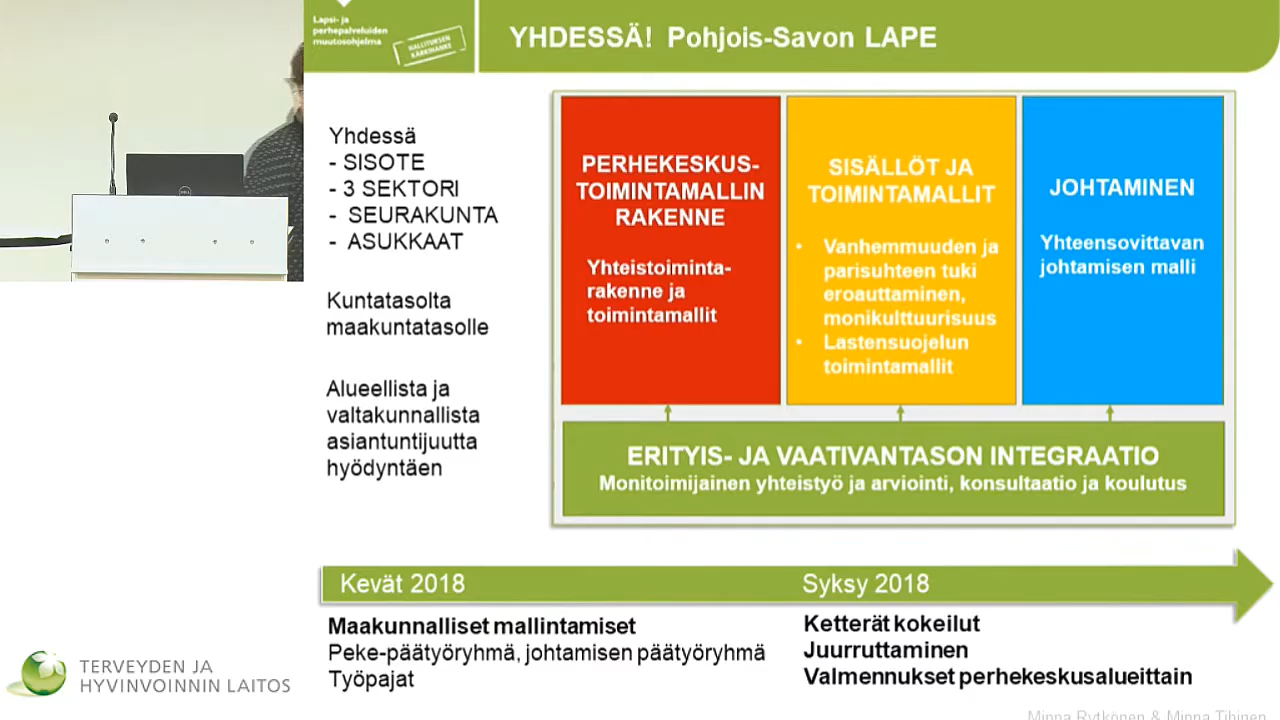 Lapsi- ja
perhepalveluiden
muutosohjelma
HALLITUKSEN
KÄRKIHANKE
YHDESSÄ! Pohjois-Savon LAPE
Yhdessä
- SISOTE
- 3 SEKTORI
- SEURAKUNTA
- ASUKKAAT
Kuntatasolta
maakuntatasolle
Alueellista ja
valtakunnallista
asiantuntijuutta
hyödyntäen
PERHEKESKUS-
TOIMINTAMALLIN
RAKENNE
Yhteistoiminta-
rakenne ja
toimintamallit
SISÄLLÖT JA
TOIMINTAMALLIT
• Vanhemmuuden ja
parisuhteen tuki
eroauttaminen,
monikulttuurisuus
• Lastensuojelun
toimintamallit
JOHTAMINEN
Yhteensovittavan
johtamisen malli
ERITYIS- JA VAATIVANTASON INTEGRAATIO
Monitoimijainen yhteistyö ja arviointi, konsultaatio ja koulutus
Kevät 2018
Syksy 2018
Maakunnalliset mallintamiset
Peke-päätyöryhmä, johtamisen päätyöryhmä
Työpajat
Ketterät kokeilut
Juurruttaminen
Valmennukset perhekeskusalueittain
TERVEYDEN JA
HYVINVOINNIN LAITOS
Minna Rytkönen & Minna Tihinen
DELL